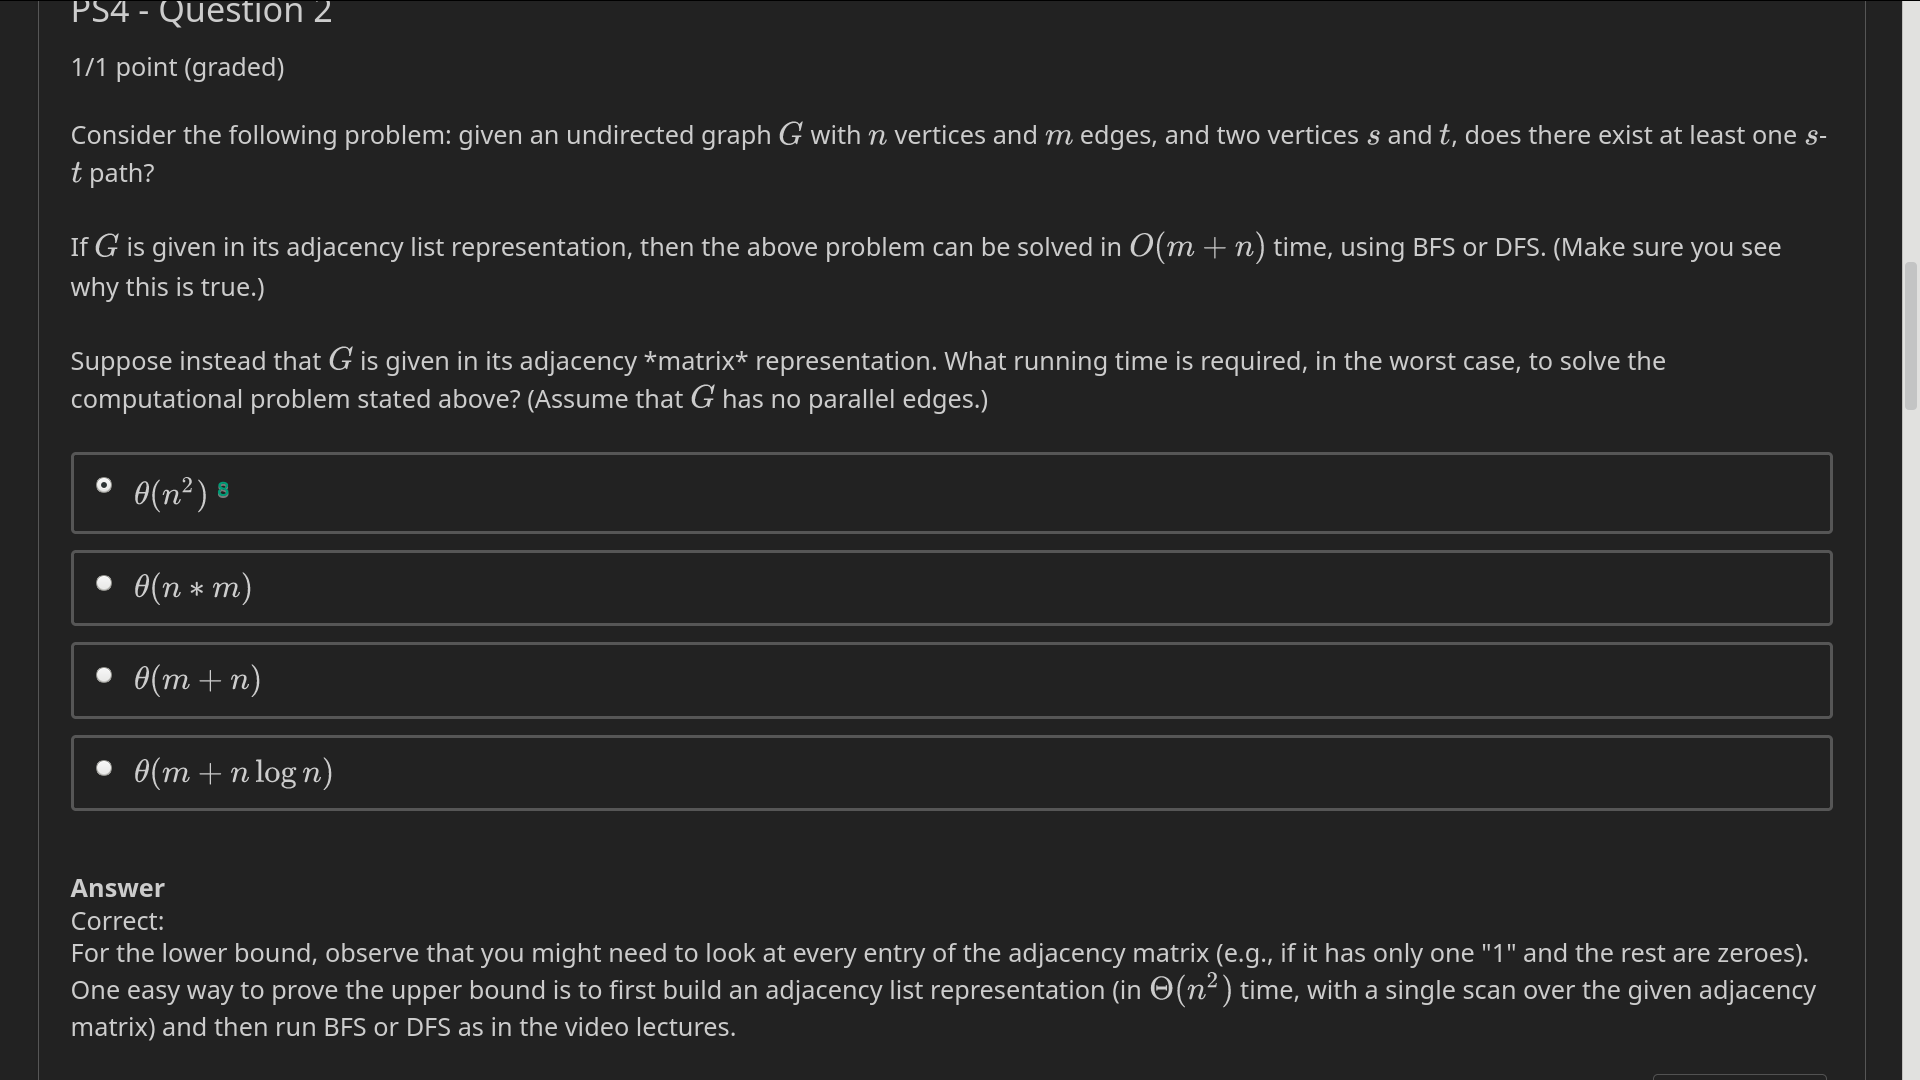 PS4 - Question 2
1/1 point (graded)
Consider the following problem: given an undirected graph G with n vertices and m edges, and two vertices s and t, does there exist at least one s-
t path?
If G is given in its adjacency list representation, then the above problem can be solved in O(m + n) time, using BFS or DFS. (Make sure you see
why this is true.)
Suppose instead that G is given in its adjacency *matrix* representation. What running time is required, in the worst case, to solve the
computational problem stated above? (Assume that G has no parallel edges.)
θ(n²)
θ(n ∗ m)
θ(m + n)
θ(m + n log n)
Answer
Correct:
For the lower bound, observe that you might need to look at every entry of the adjacency matrix (e.g., if it has only one "1" and the rest are zeroes).
One easy way to prove the upper bound is to first build an adjacency list representation (in Θ(n²) time, with a single scan over the given adjacency
matrix) and then run BFS or DFS as in the video lectures.